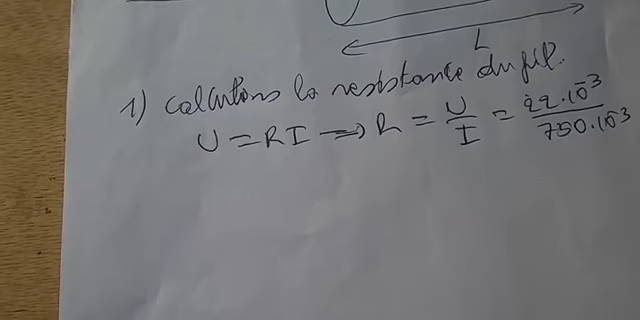 L
1) Calculons la resistance du fil.
U = RI ⟹ R = U/I = 22.10⁻³/750.10⁻³